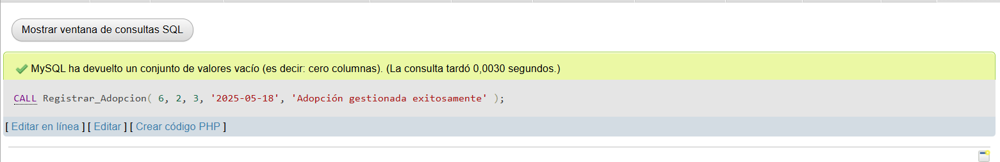 Mostrar ventana de consultas SQL
MySQL ha devuelto un conjunto de valores vacío (es decir: cero columnas). (La consulta tardó 0,0030 segundos.)
CALL Registrar_Adopcion( 6, 2, 3, '2025-05-18', 'Adopción gestionada exitosamente' );
[ Editar en línea ] [ Editar ] [ Crear código PHP ]